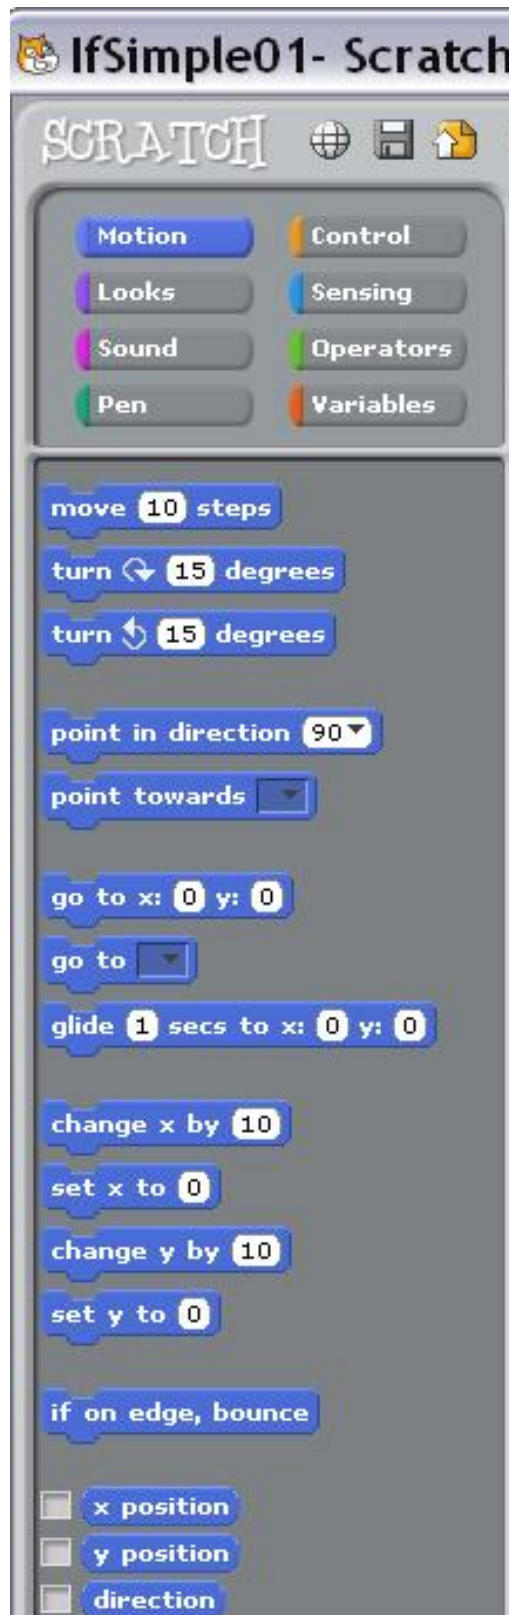 IfSimple01- Scratch
SCRATCH
Motion Control
Looks Sensing
Sound Operators
Pen Variables
move 10 steps
turn 15 degrees
turn 15 degrees
point in direction 90
point towards
go to x: 0 y: 0
go to
glide 1 secs to x: 0 y: 0
change x by 10
set x to 0
change y by 10
set y to 0
if on edge, bounce
x position
y position
direction